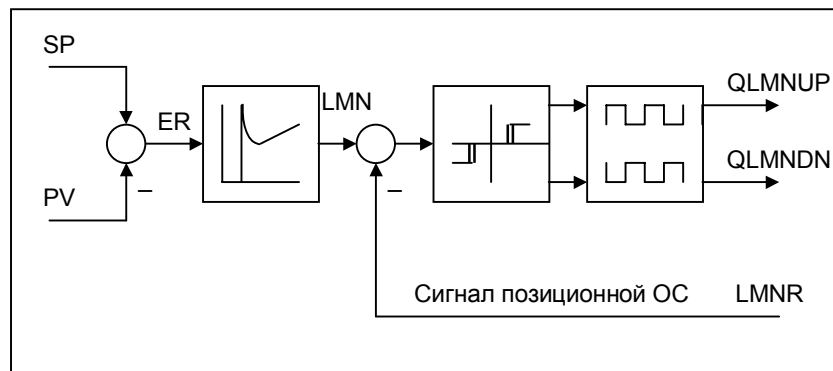 SP
ER
LMN
QLMNUP
QLMNDN
PV
Сигнал позиционной ОС LMNR